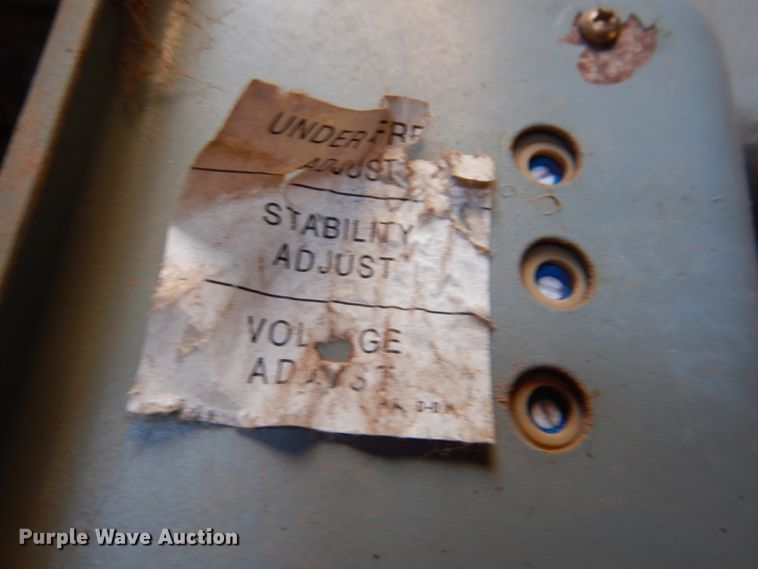 UNDER FRE
ADJUST
STABILITY
ADJUST
VOL GE
ADJUST
Purple Wave Auction